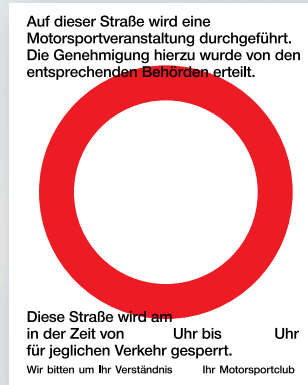 Auf dieser Straße wird eine
Motorsportveranstaltung durchgeführt.
Die Genehmigung hierzu wurde von den
entsprechenden Behörden erteilt.
Diese Straße wird am
in der Zeit von Uhr bis Uhr
für jeglichen Verkehr gesperrt.
Wir bitten um Ihr Verständnis Ihr Motorsportclub